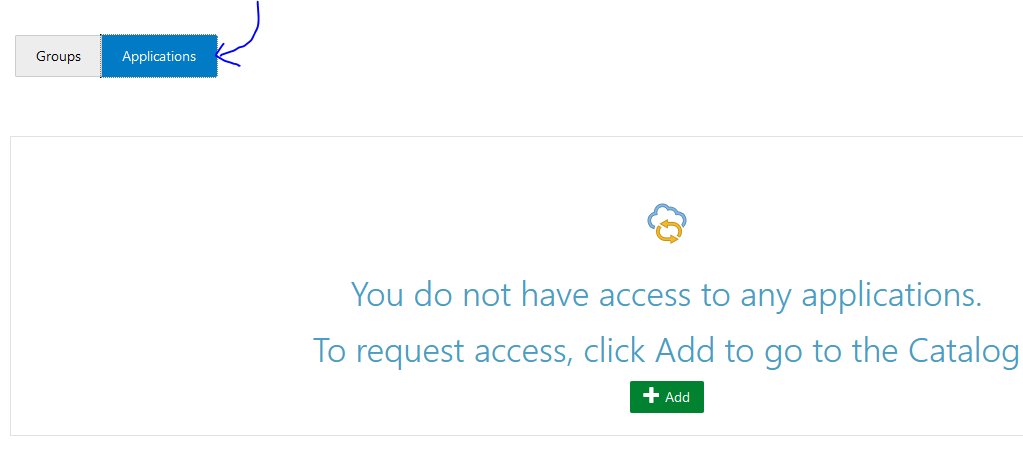 Groups Applications
You do not have access to any applications.
To request access, click Add to go to the Catalog
Add